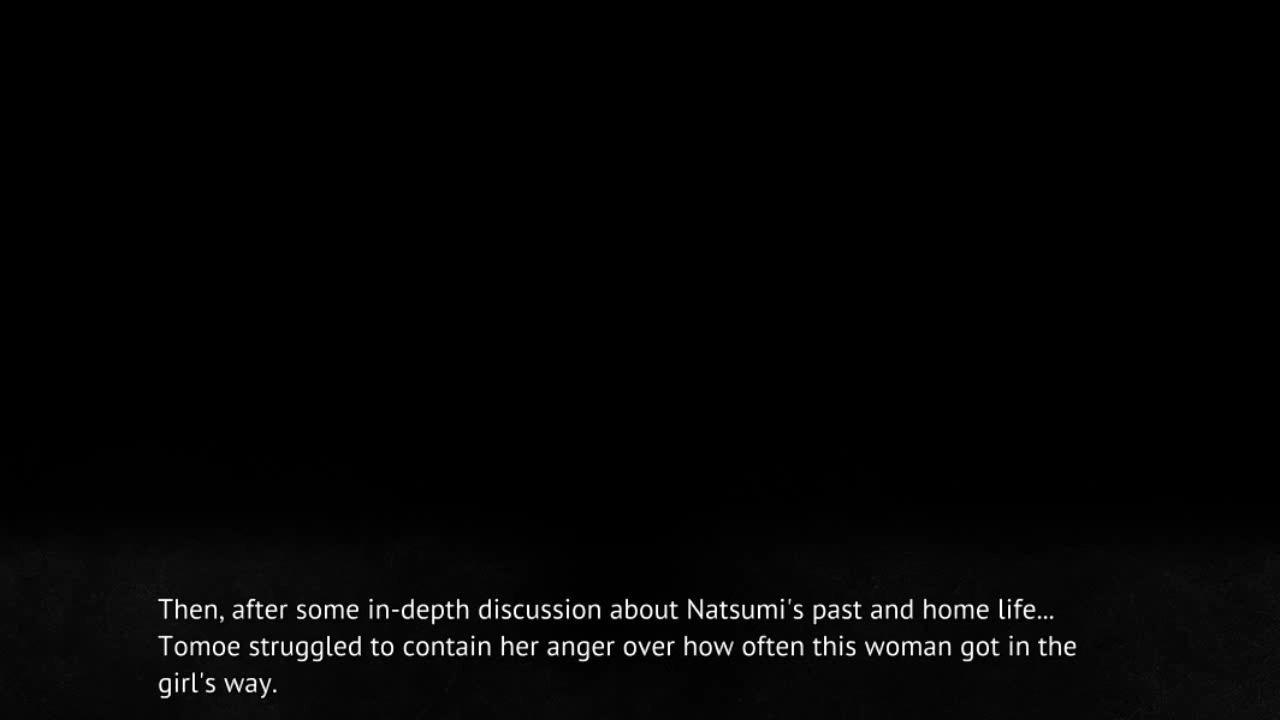 Then, after some in-depth discussion about Natsumi's past and home life...
Tomoe struggled to contain her anger over how often this woman got in the
girl's way.